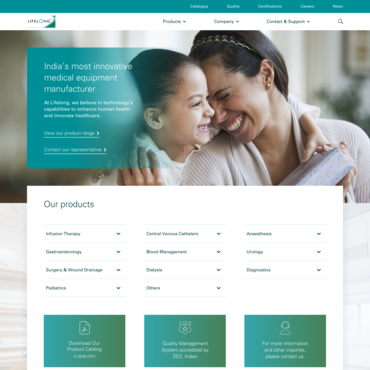 Catalogue Quality Certifications Careers News
LIFELONG Products Company Contact & Support
India's most innovative
medical equipment
manufacturer
At Lifelong, we believe in technology's
capabilities to enhance human health
and innovate healthcare.
View our product range
Contact our representative
Our products
Infusion Therapy Central Venous Catheters Anaesthesia
Gastroenterology Blood Management Urology
Surgery & Wound Drainage Dialysis Diagnostics
Pediatrics Others
Download Our
Product Catalog
Quality Management
System accredited by
ZED, Indian
For more information
and other inquiries,
please contact us.